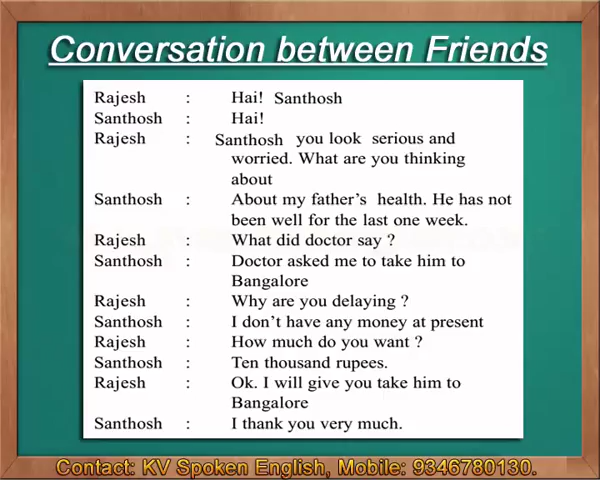 Conversation between Friends
Rajesh : Hai! Santhosh
Santhosh : Hai!
Rajesh : Santhosh you look serious and
worried. What are you thinking
about
Santhosh : About my father's health. He has not
been well for the last one week.
Rajesh : What did doctor say ?
Santhosh : Doctor asked me to take him to
Bangalore
Rajesh : Why are you delaying ?
Santhosh : I don't have any money at present
Rajesh : How much do you want ?
Santhosh : Ten thousand rupees.
Rajesh : Ok. I will give you take him to
Bangalore
Santhosh : I thank you very much.
Contact: KV Spoken English, Mobile: 9346780130.